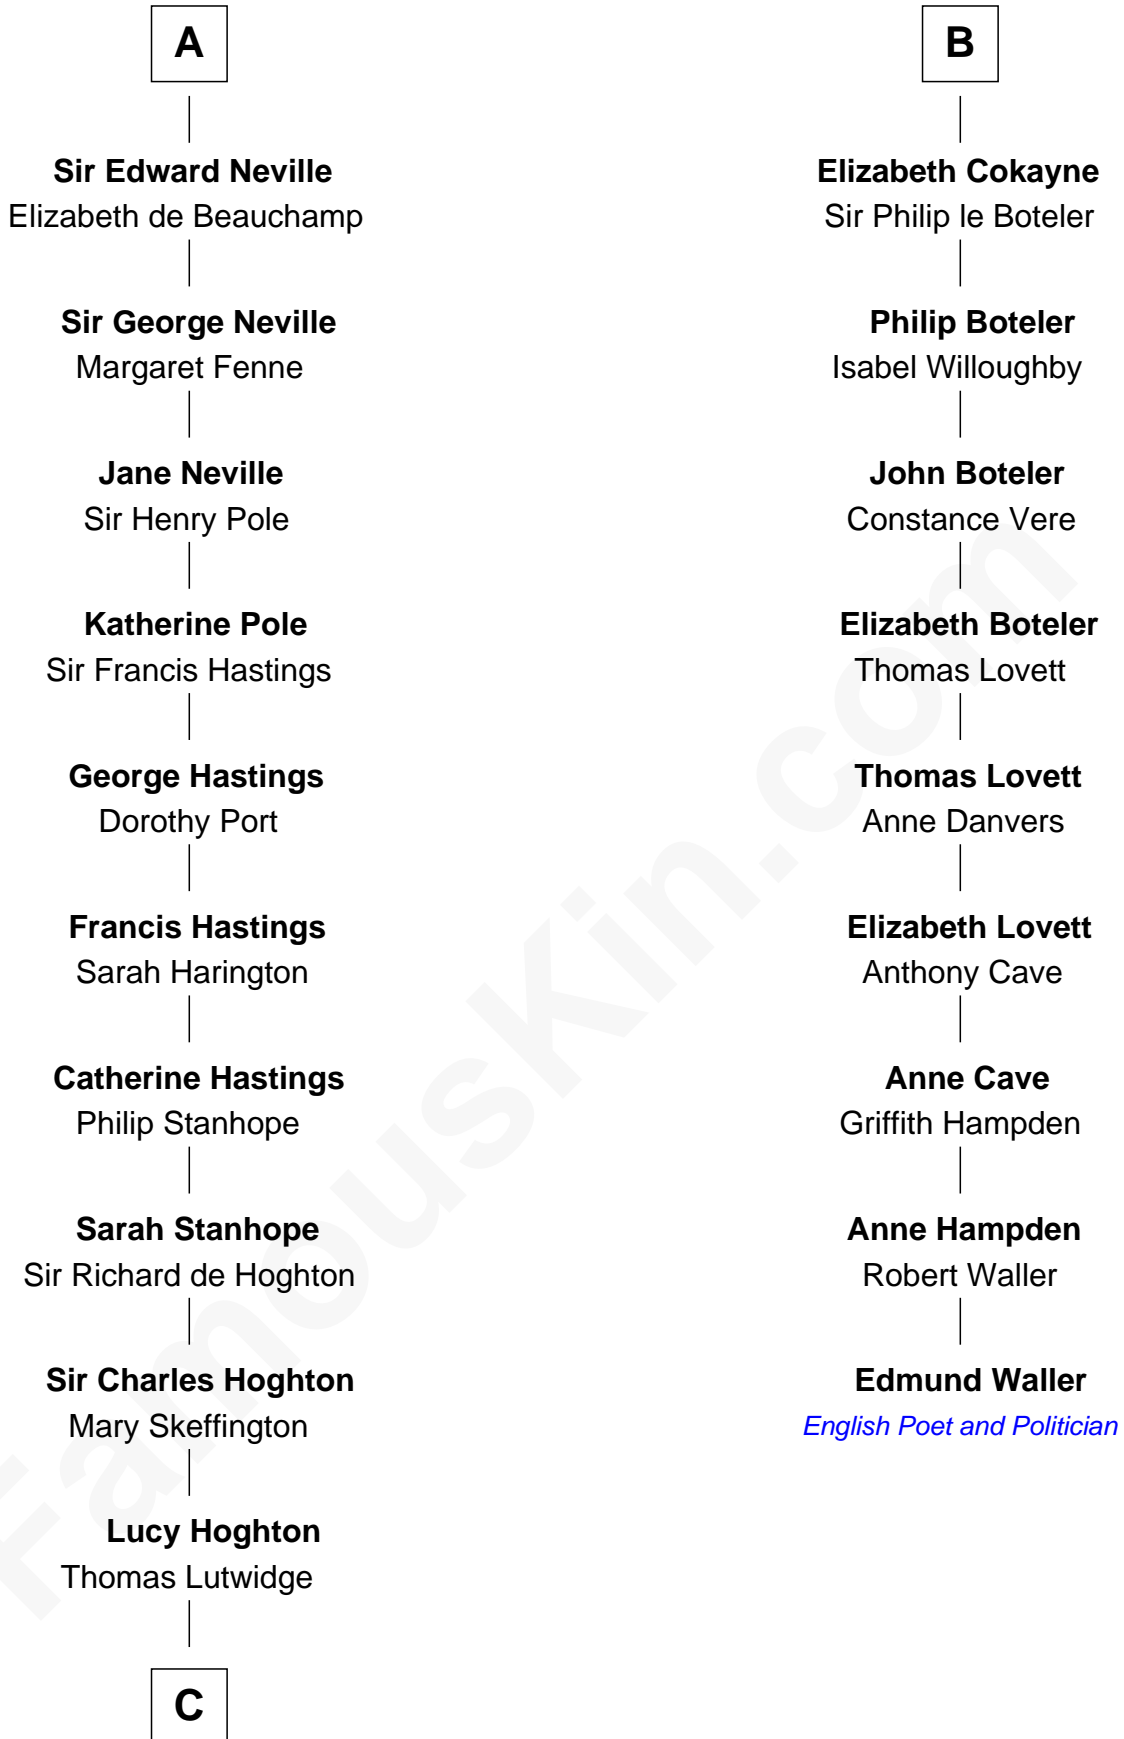 A
Sir Edward Neville
Elizabeth de Beauchamp
Sir George Neville
Margaret Fenne
Jane Neville
Sir Henry Pole
Katherine Pole
Sir Francis Hastings
George Hastings
Dorothy Port
Francis Hastings
Sarah Harington
Catherine Hastings
Philip Stanhope
Sarah Stanhope
Sir Richard de Hoghton
Sir Charles Hoghton
Mary Skeffington
Lucy Hoghton
Thomas Lutwidge
C
B
Elizabeth Cokayne
Sir Philip le Boteler
Philip Boteler
Isabel Willoughby
John Boteler
Constance Vere
Elizabeth Boteler
Thomas Lovett
Thomas Lovett
Anne Danvers
Elizabeth Lovett
Anthony Cave
Anne Cave
Griffith Hampden
Anne Hampden
Robert Waller
Edmund Waller
English Poet and Politician
FamousKin.com